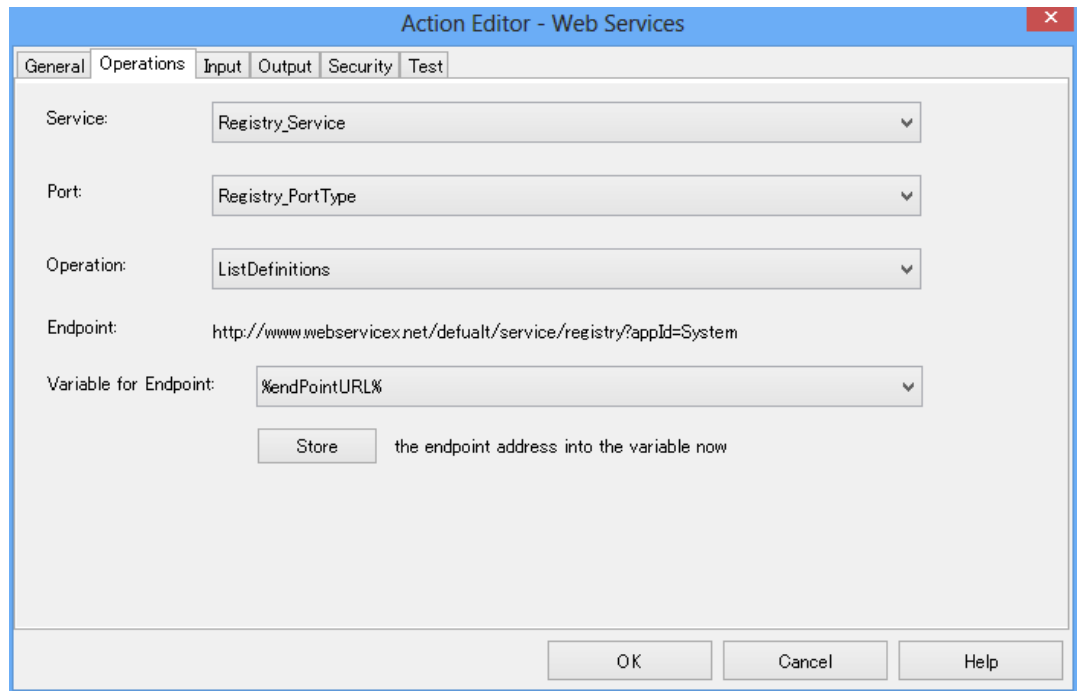 Action Editor - Web Services
General Operations Input Output Security Test
Service: Registry_Service
Port: Registry_PortType
Operation: ListDefinitions
Endpoint: http://www.webservicex.net/defualt/service/registry?appId=System
Variable for Endpoint: %endPointURL%
Store the endpoint address into the variable now
OK Cancel Help